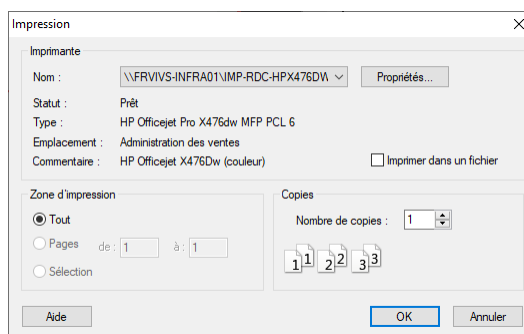 Impression
Imprimante
Nom : \\FRVIVS-INFRA01\IMP-RDC-HPX476DW Propriétés...
Statut : Prêt
Type : HP Officejet Pro X476dw MFP PCL 6
Emplacement : Administration des ventes
Commentaire : HP Officejet X476Dw (couleur) Imprimer dans un fichier
Zone d'impression
Tout
Pages de : 1 à : 1
Sélection
Copies
Nombre de copies : 1
1 1 2 2 3 3
Aide OK Annuler